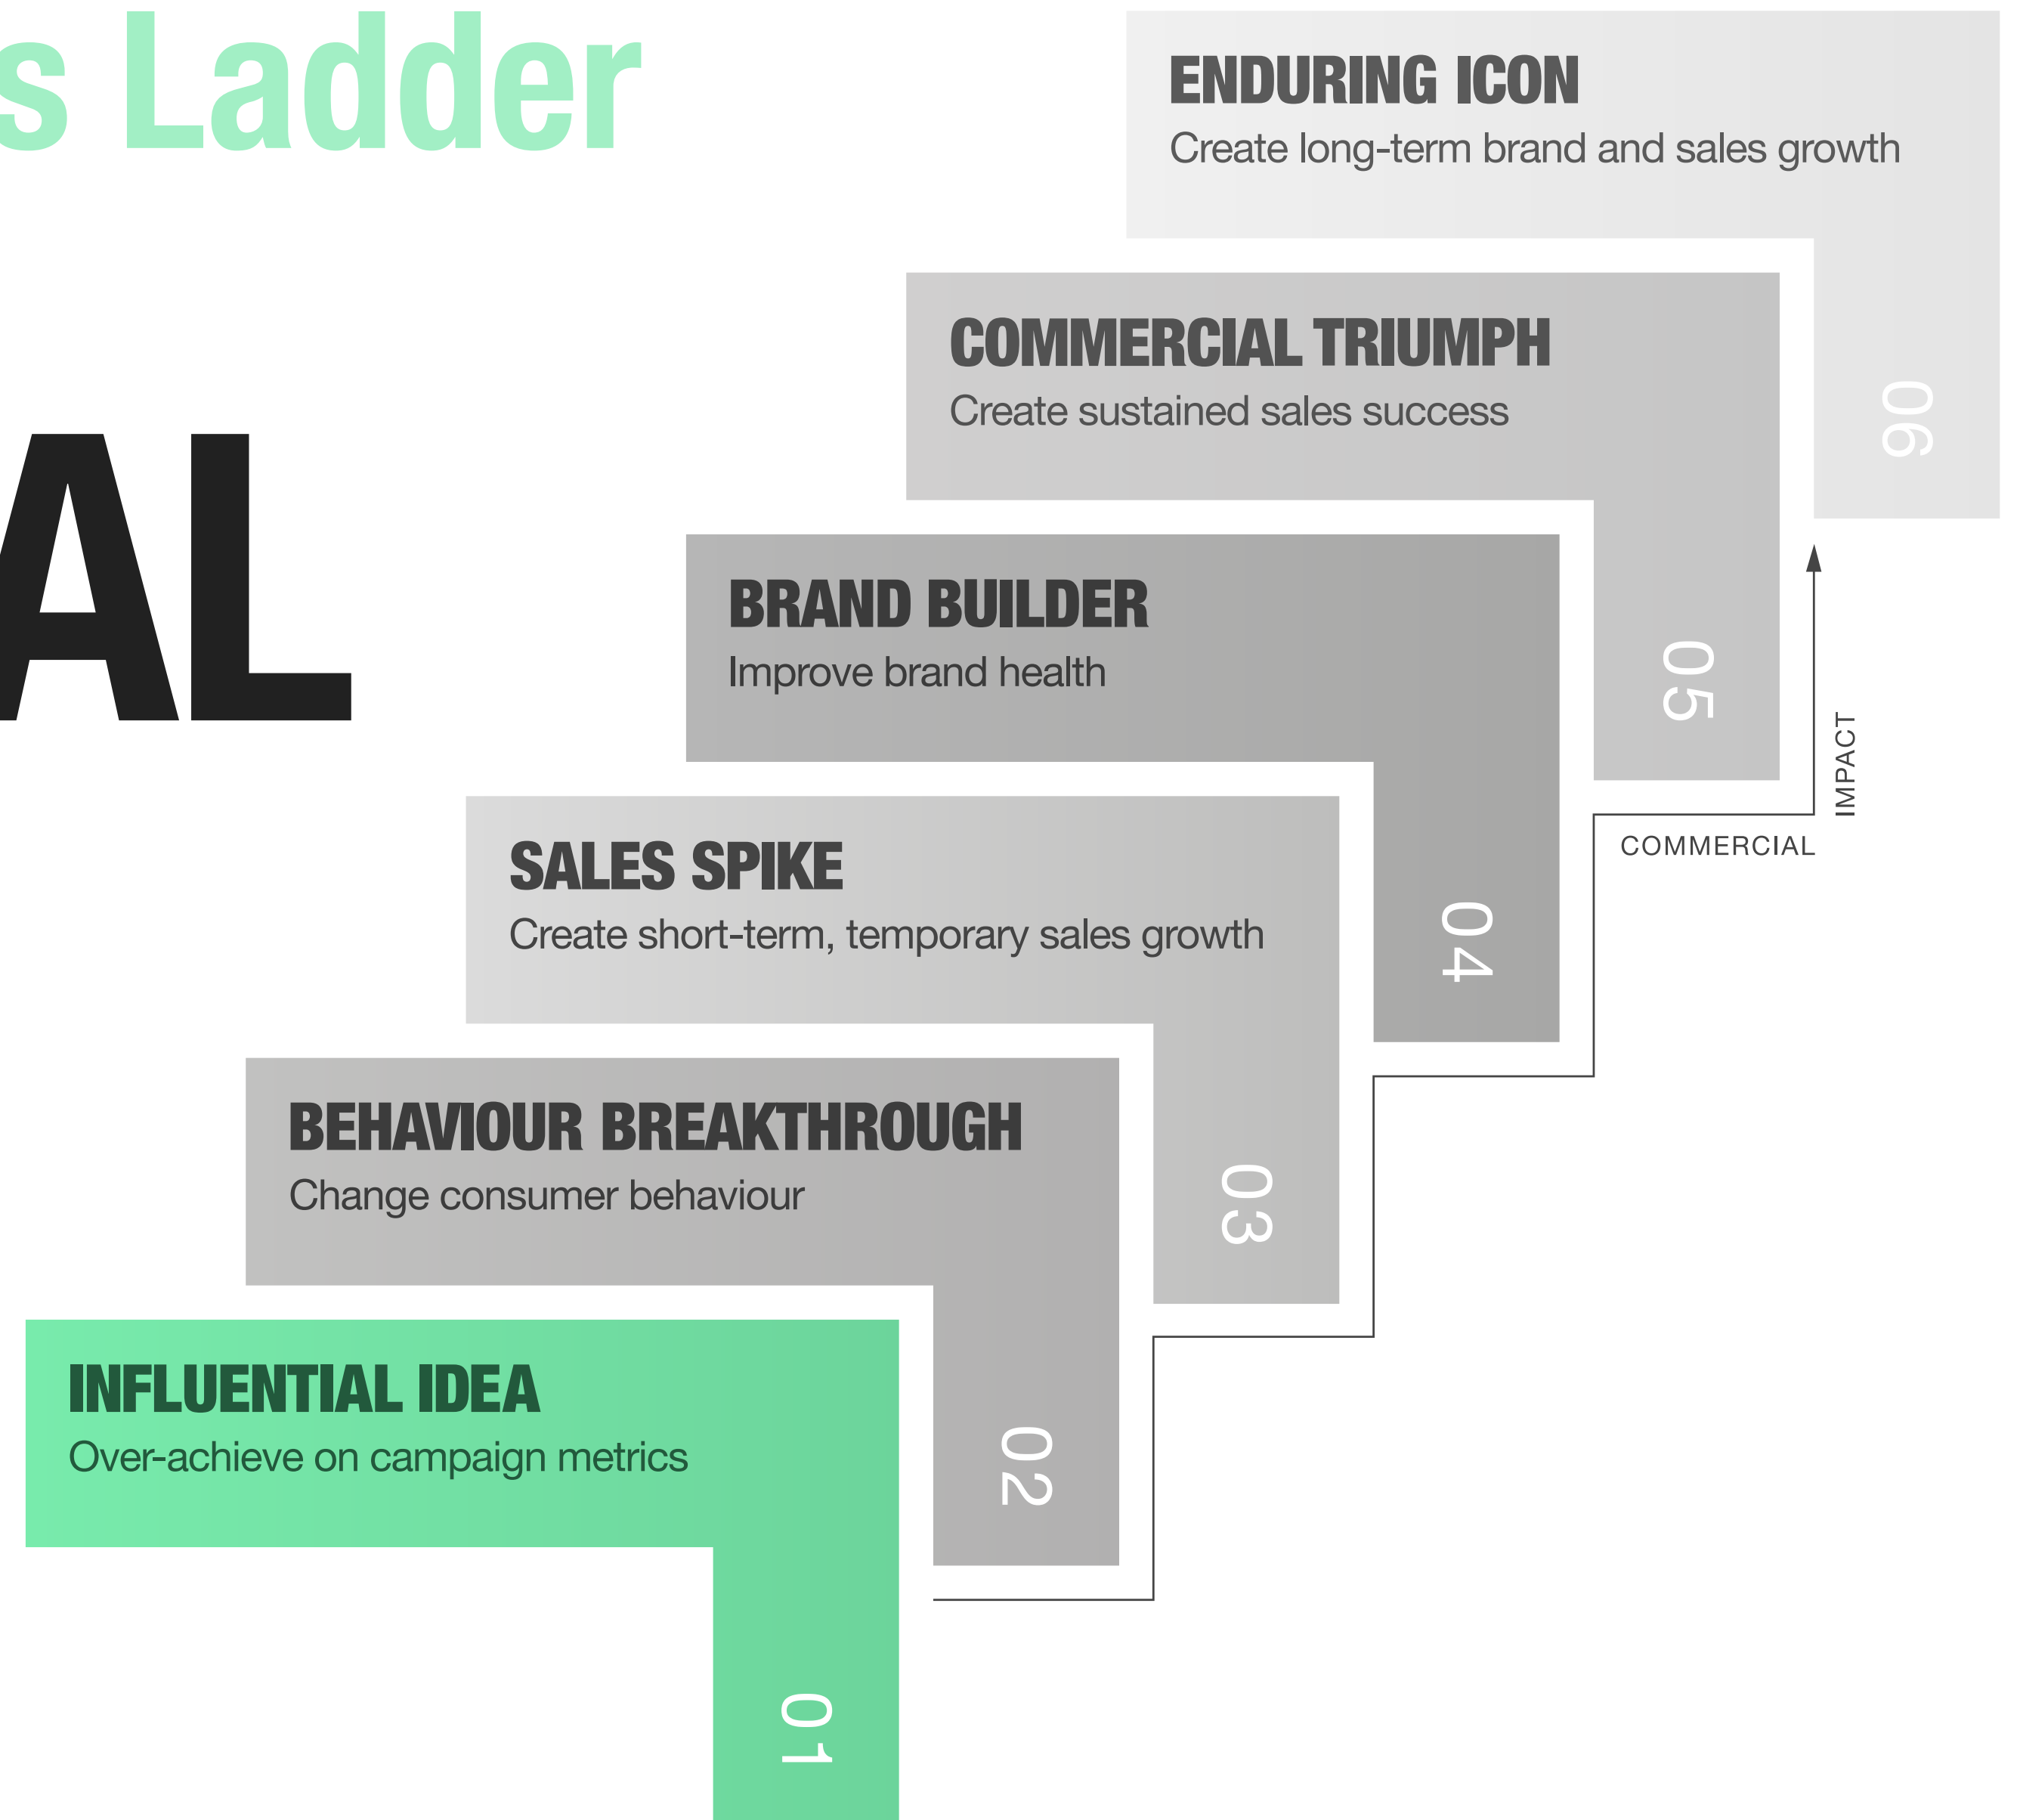 s Ladder
AL
ENDURING ICON
Create long-term brand and sales growth
06
COMMERCIAL TRIUMPH
Create sustained sales success
05
BRAND BUILDER
Improve brand health
04
SALES SPIKE
Create short-term, temporary sales growth
03
BEHAVIOUR BREAKTHROUGH
Change consumer behaviour
02
INFLUENTIAL IDEA
Over-achieve on campaign metrics
01
COMMERCIAL
IMPACT